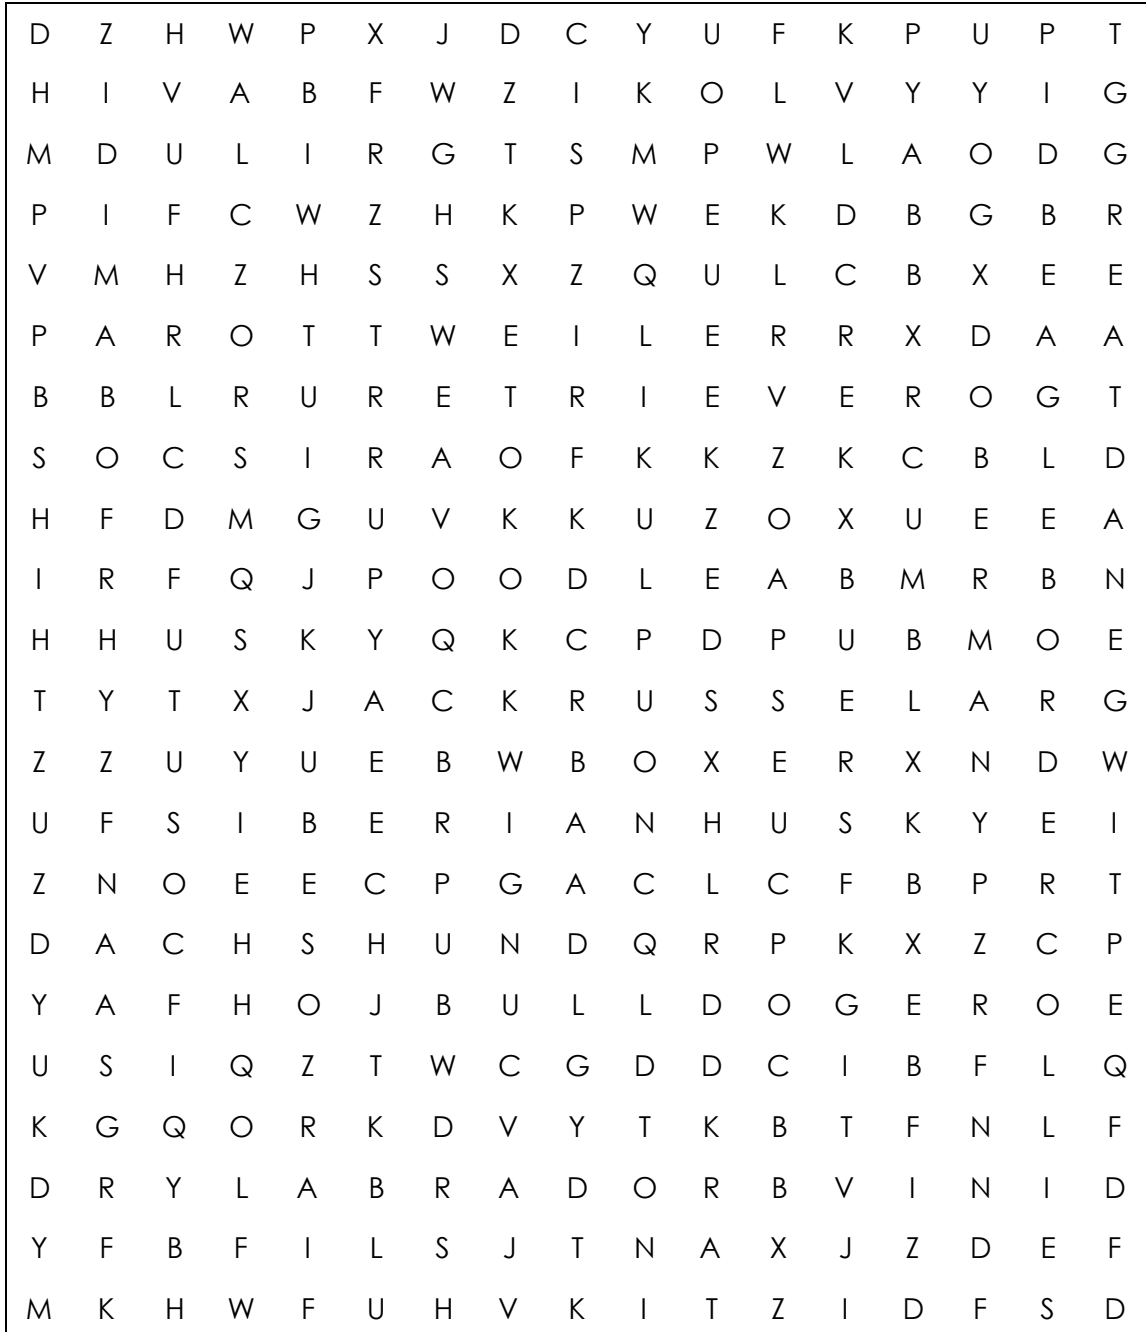 D Z H W P X J D C Y U F K P U P T
H I V A B F W Z I K O L V Y Y I G
M D U L I R G T S M P W L A O D G
P I F C W Z H K P W E K D B G B R
V M H Z H S S X Z Q U L C B X E E
P A R O T T W E I L E R R X D A A
B B L R U R E T R I E V E R O G T
S O C S I R A O F K K Z K C B L D
H F D M G U V K K U Z O X U E E A
I R F Q J P O O D L E A B M R B N
H H U S K Y Q K C P D P U B M O E
T Y T X J A C K R U S S E L A R G
Z Z U Y U E B W B O X E R X N D W
U F S I B E R I A N H U S K Y E I
Z N O E E C P G A C L C F B P R T
D A C H S H U N D Q R P K X Z C P
Y A F H O J B U L L D O G E R O E
U S I Q Z T W C G D D C I B F L Q
K G Q O R K D V Y T K B T F N L F
D R Y L A B R A D O R B V I N I D
Y F B F I L S J T N A X J Z D E F
M K H W F U H V K I T Z I D F S D